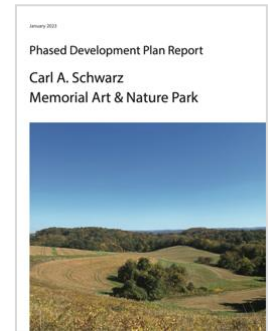 January 2023
Phased Development Plan Report
Carl A. Schwarz
Memorial Art & Nature Park